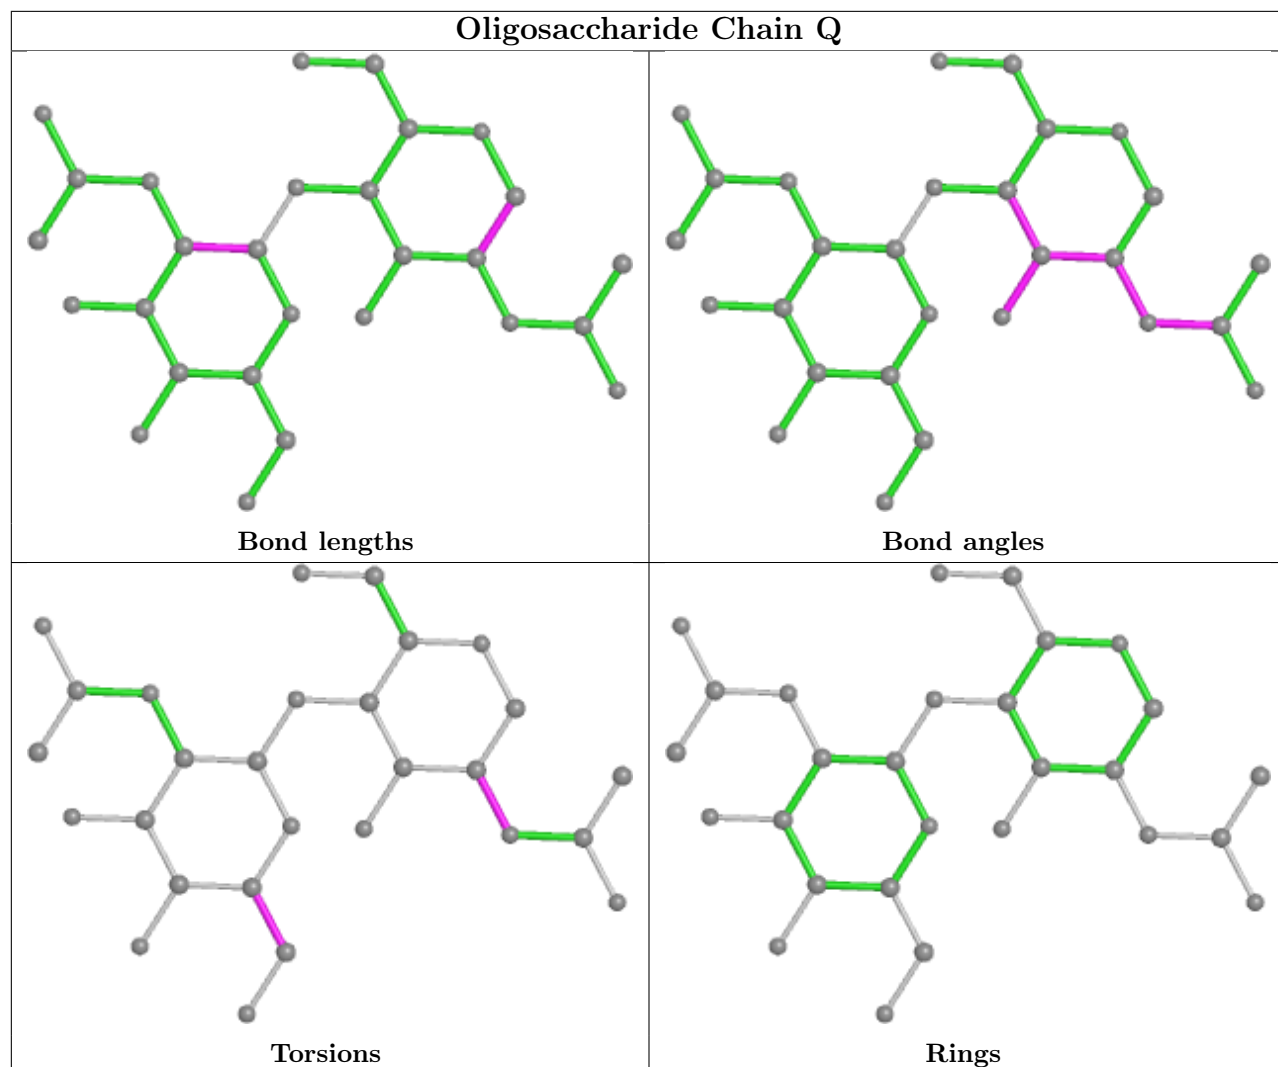 Oligosaccharide Chain Q
Bond lengths
Bond angles
Torsions
Rings